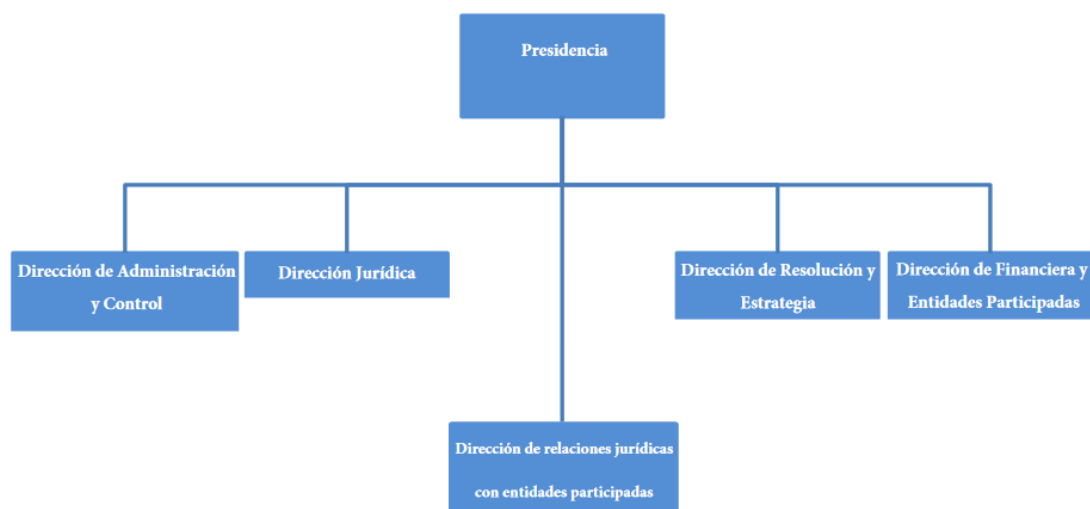 Presidencia
Dirección de Administración
y Control
Dirección Jurídica
Dirección de Resolución y
Estrategia
Dirección de Financiera y
Entidades Participadas
Dirección de relaciones jurídicas
con entidades participadas